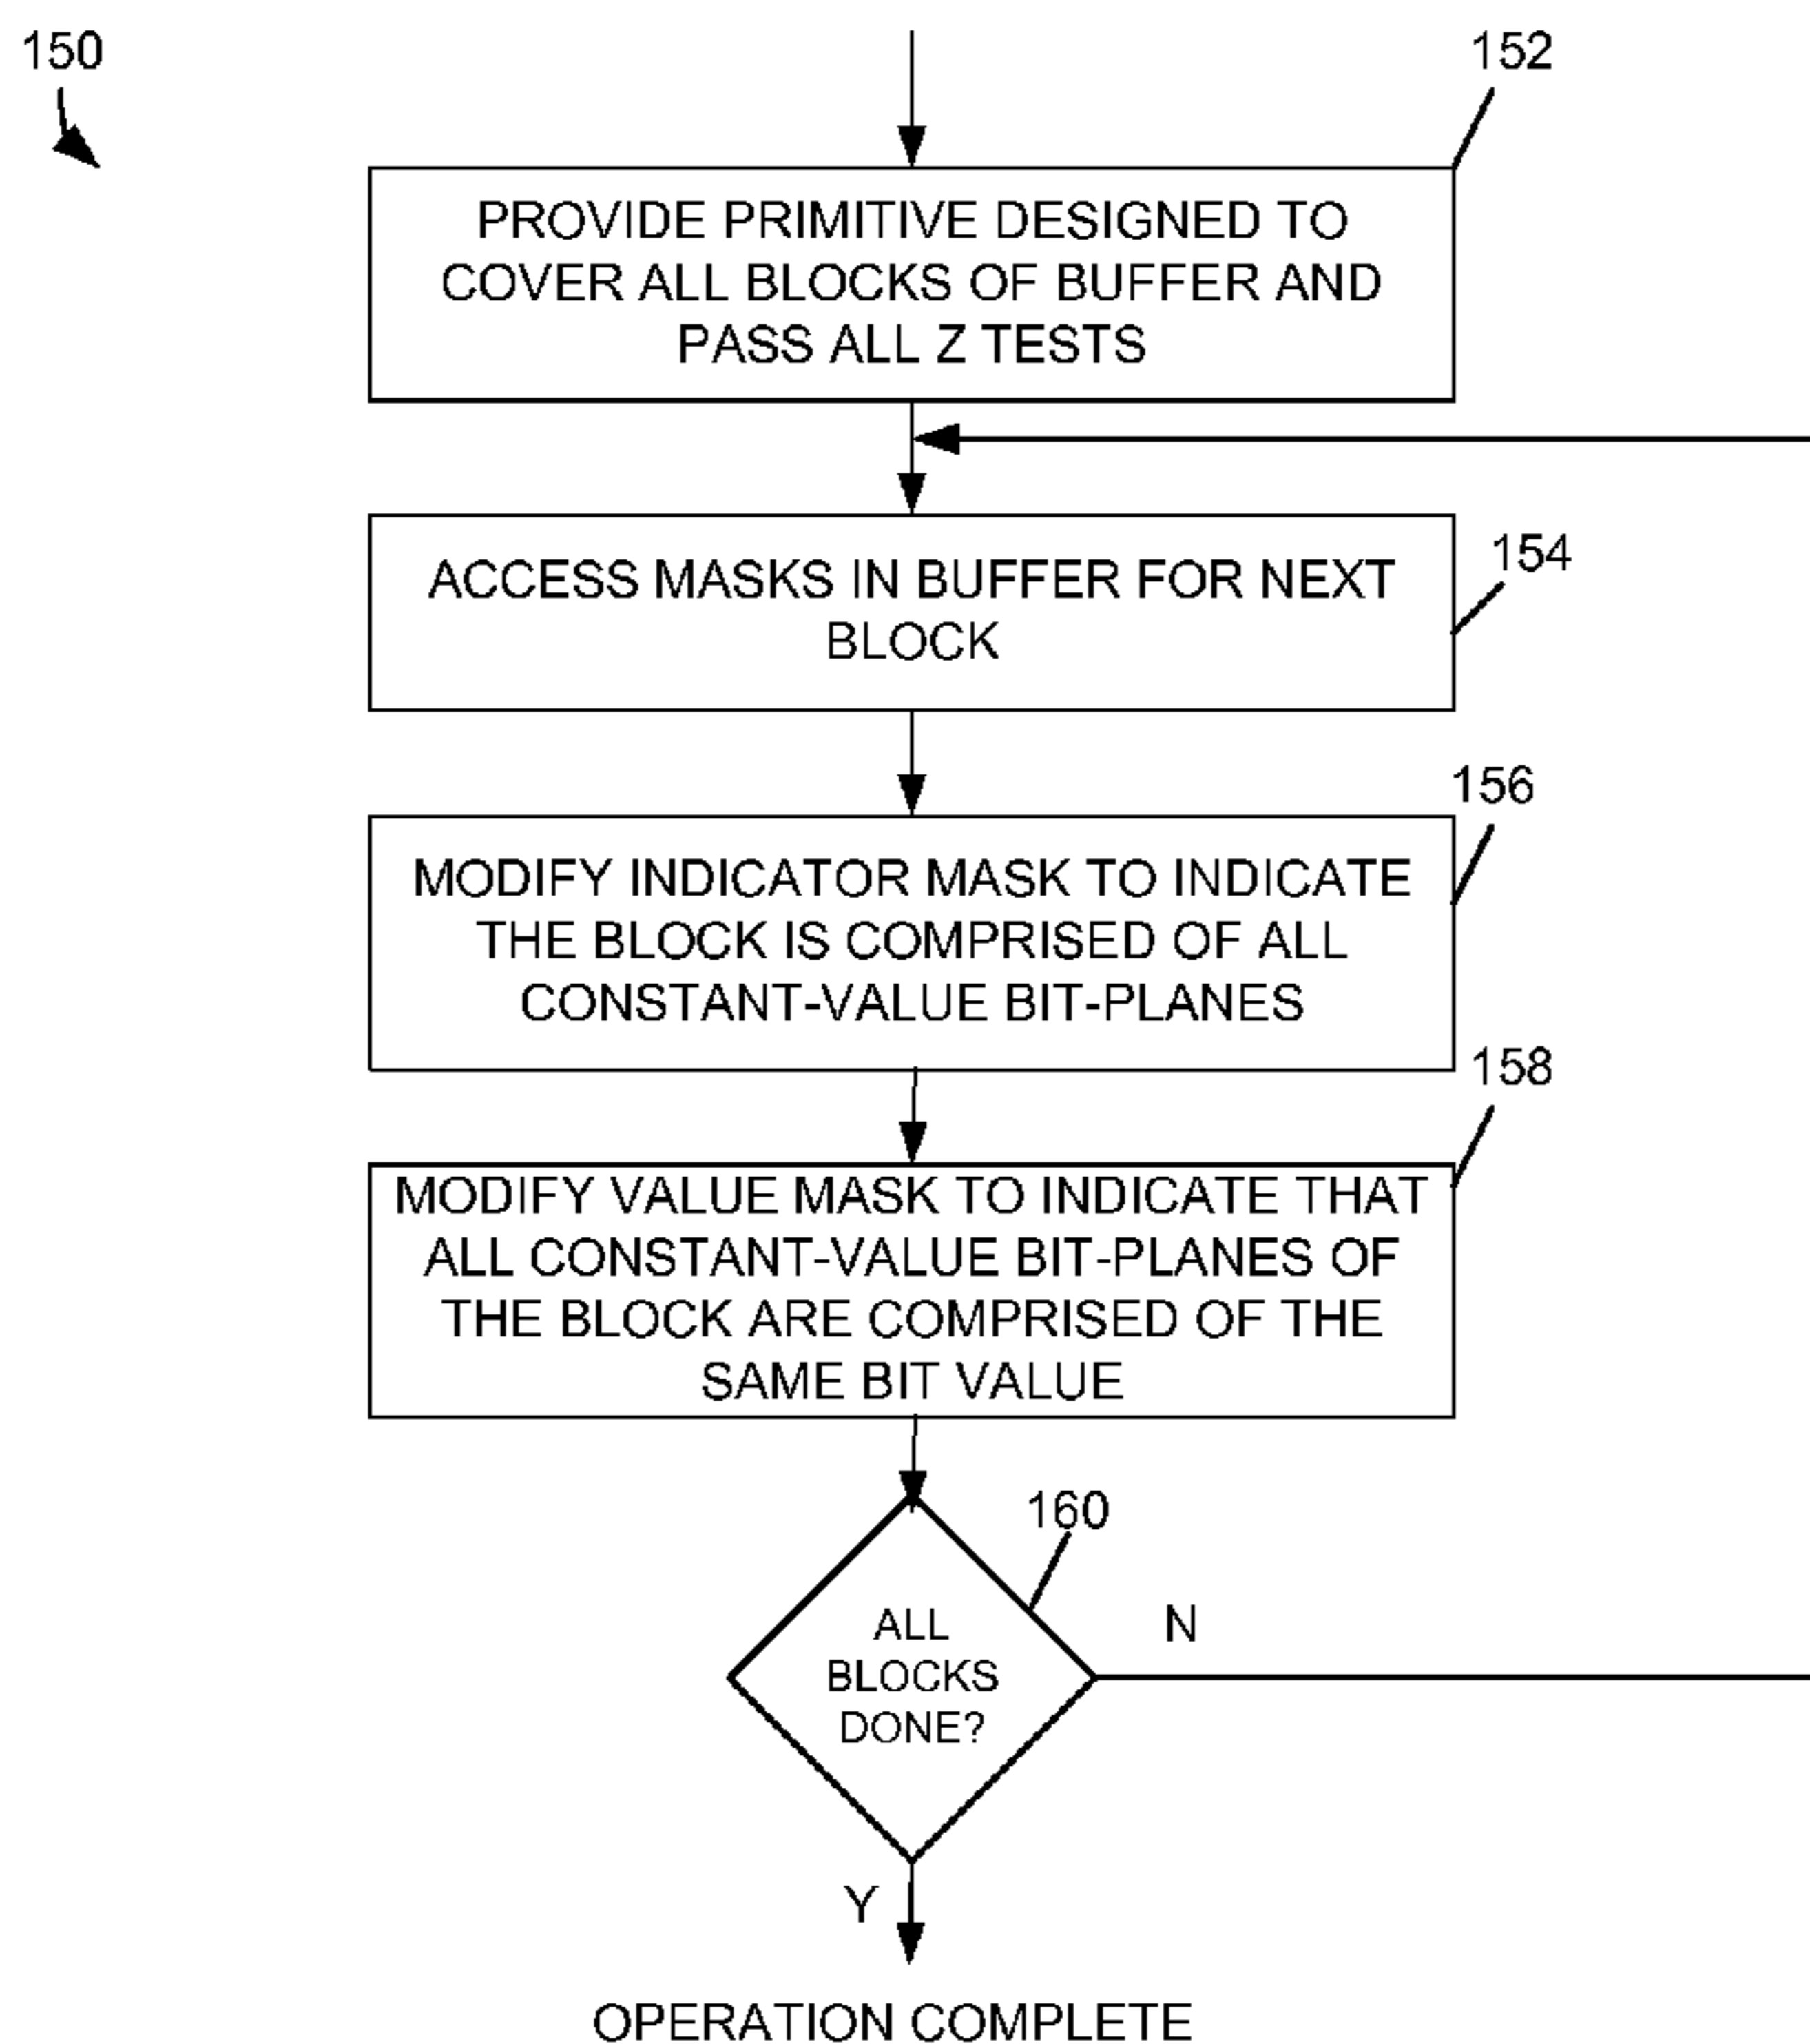 150
152
PROVIDE PRIMITIVE DESIGNED TO
COVER ALL BLOCKS OF BUFFER AND
PASS ALL Z TESTS
154
ACCESS MASKS IN BUFFER FOR NEXT
BLOCK
156
MODIFY INDICATOR MASK TO INDICATE
THE BLOCK IS COMPRISED OF ALL
CONSTANT-VALUE BIT-PLANES
158
MODIFY VALUE MASK TO INDICATE THAT
ALL CONSTANT-VALUE BIT-PLANES OF
THE BLOCK ARE COMPRISED OF THE
SAME BIT VALUE
160
ALL
BLOCKS
DONE?
N
Y
OPERATION COMPLETE